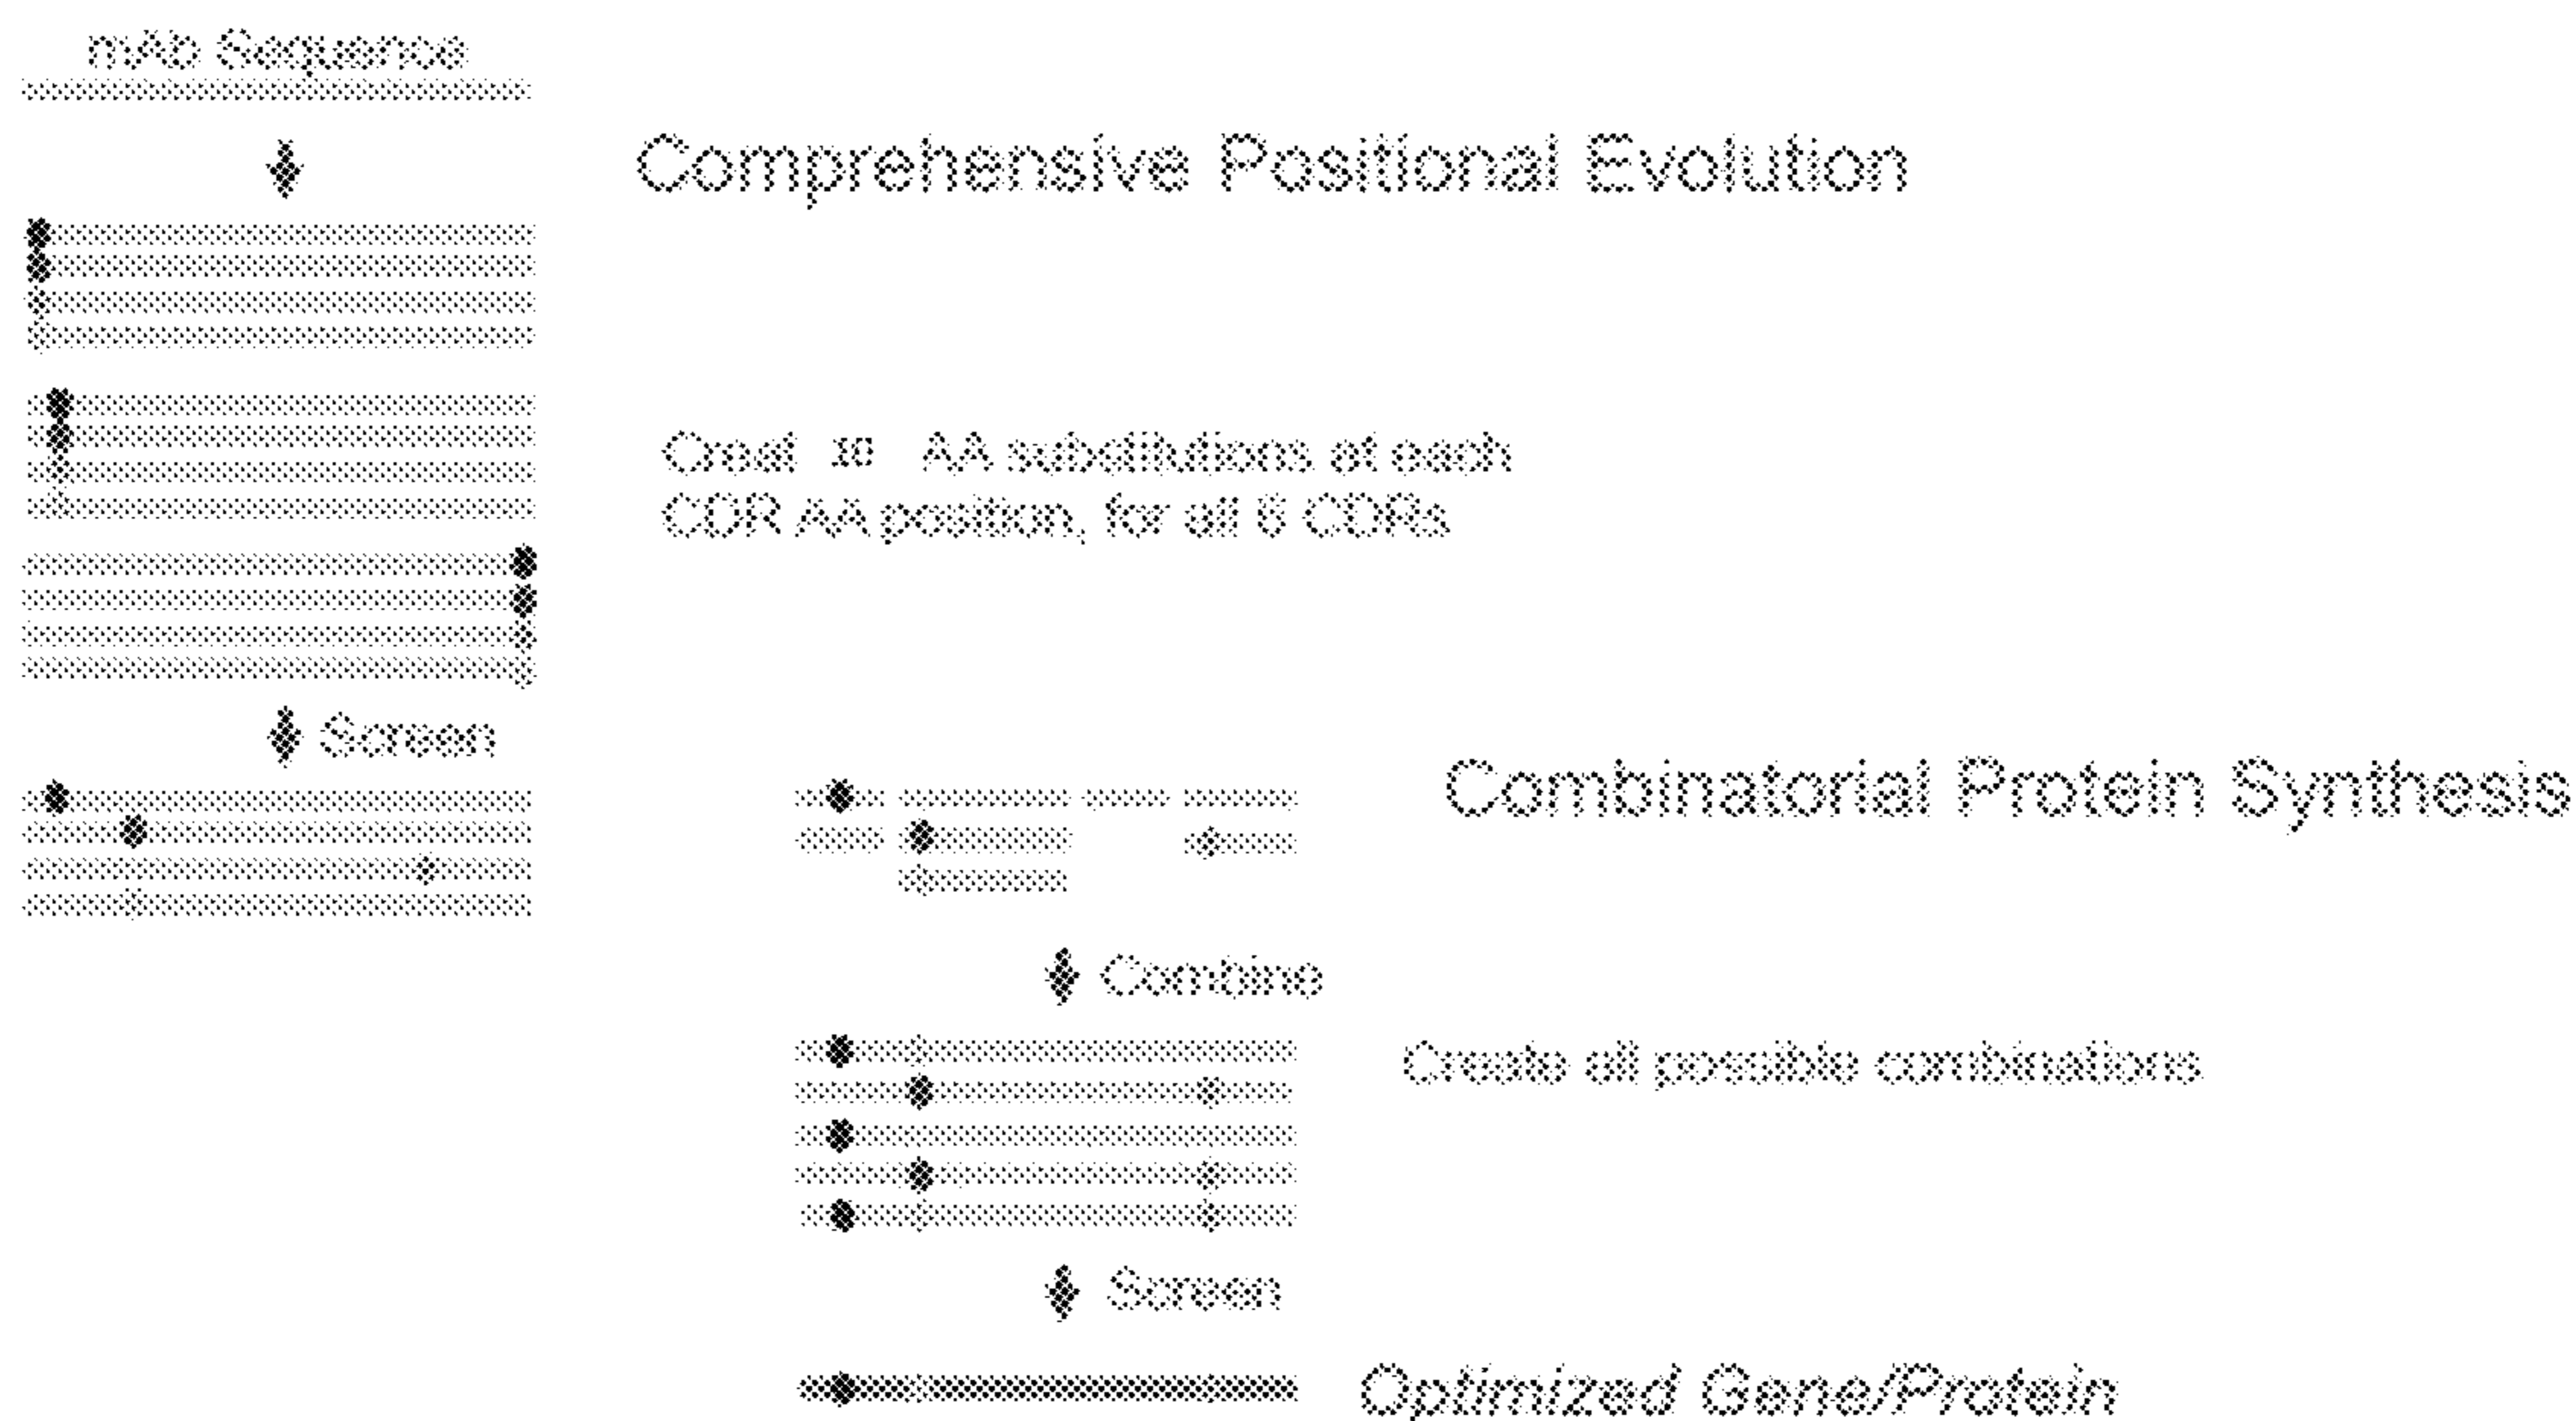 mAb Sequence
Comprehensive Positional Evolution
Creat AA substitutions at each
CDR AA position, for all 6 CDRs
Screen
Combinatorial Protein Synthesis
Combine
Create all possible combinations
Screen
Optimized Gene/Protein